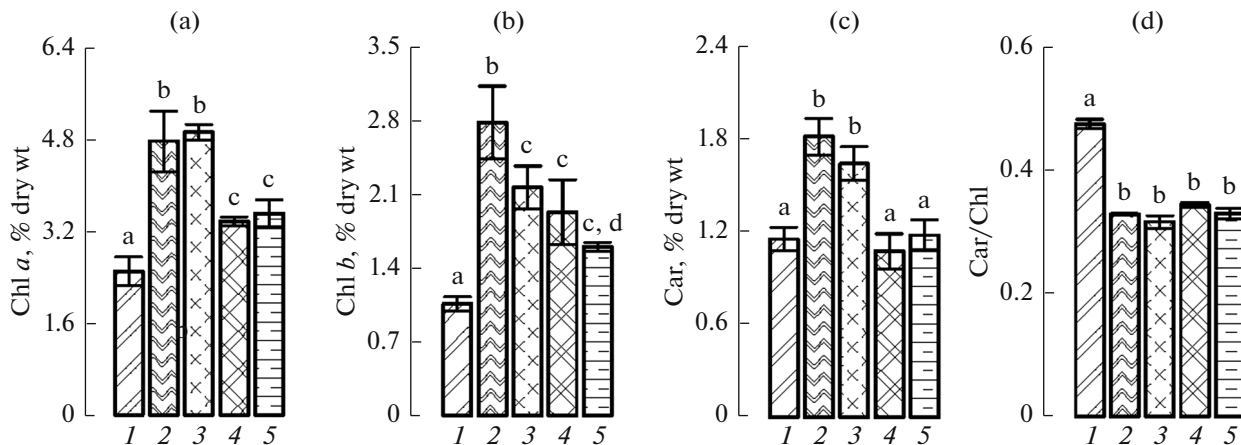 (a)
Chl a, % dry wt
6.4
4.8
3.2
1.6
0
a
b
b
c
c
1 2 3 4 5
(b)
Chl b, % dry wt
3.5
2.8
2.1
1.4
0.7
0
a
b
c
c
c, d
1 2 3 4 5
(c)
Car, % dry wt
2.4
1.8
1.2
0.6
0
a
b
b
a
a
1 2 3 4 5
(d)
Car/Chl
0.6
0.4
0.2
0
a
b
b
b
b
1 2 3 4 5